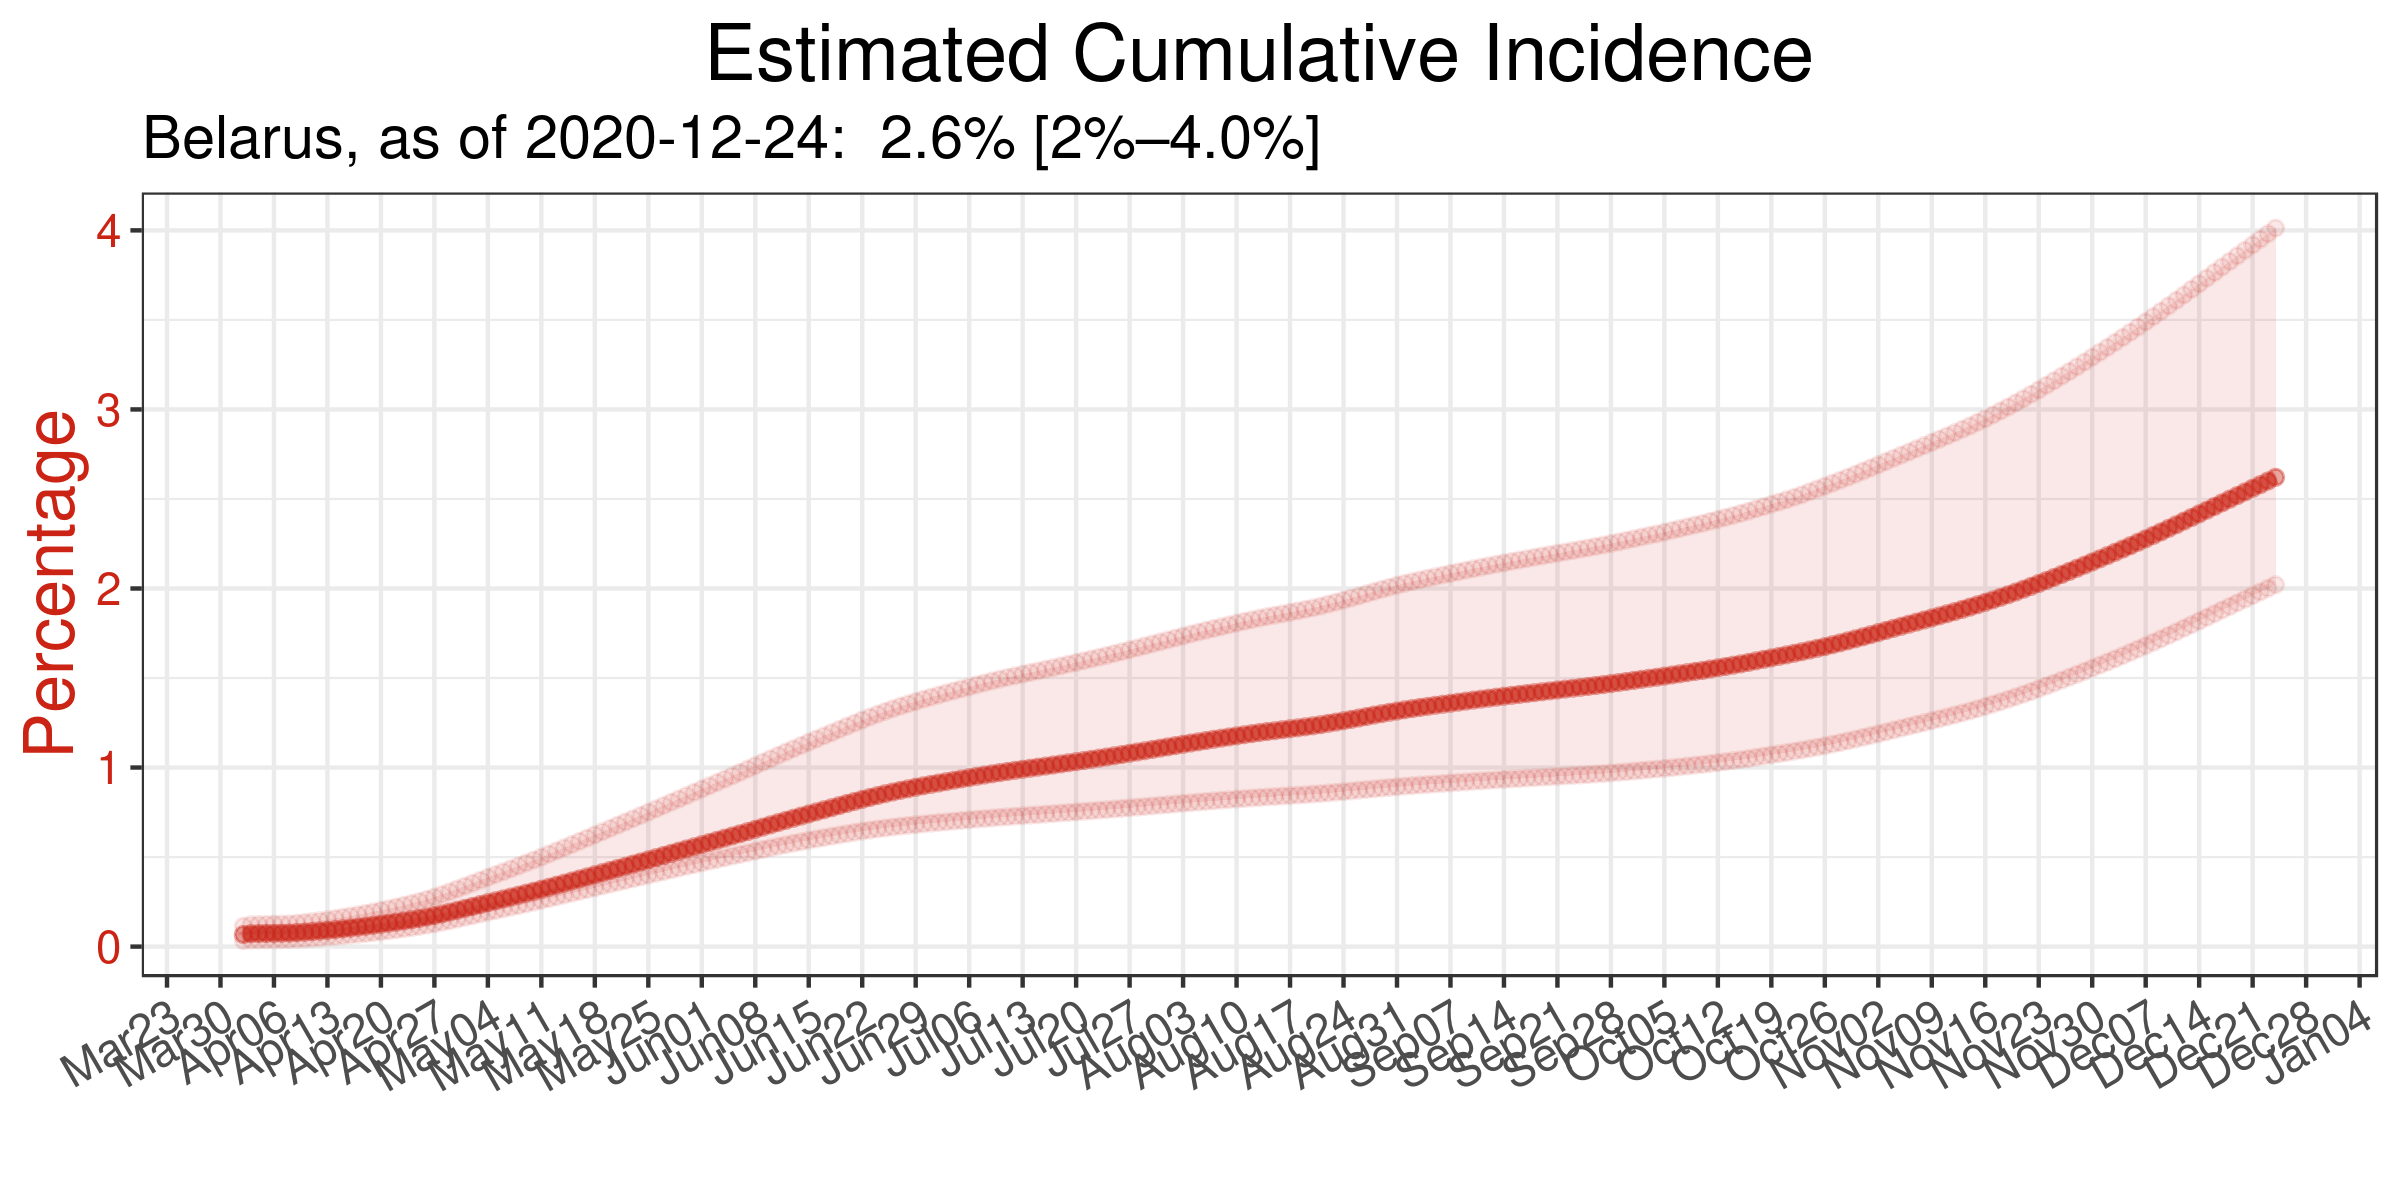 Estimated Cumulative Incidence
Belarus, as of 2020-12-24:  2.6% [2%–4.0%]
Percentage
4
3
2
1
0
Mar23
Mar30
Apr06
Apr13
Apr20
Apr27
May04
May11
May18
May25
Jun01
Jun08
Jun15
Jun22
Jun29
Jul06
Jul13
Jul20
Jul27
Aug03
Aug10
Aug17
Aug24
Aug31
Sep07
Sep14
Sep21
Sep28
Oct05
Oct12
Oct19
Oct26
Nov02
Nov09
Nov16
Nov23
Nov30
Dec07
Dec14
Dec21
Dec28
Jan04